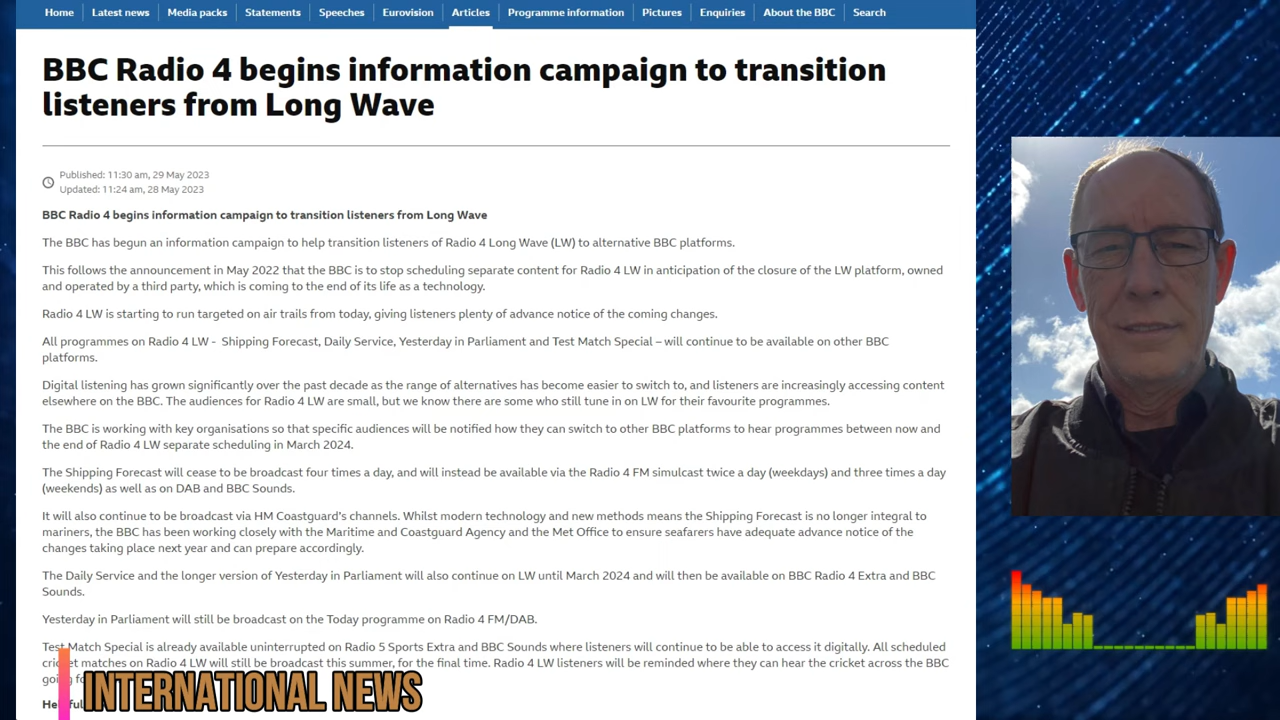 Home Latest news Media packs Statements Speeches Eurovision Articles Programme information Pictures Enquiries About the BBC Search
BBC Radio 4 begins information campaign to transition
listeners from Long Wave
Published: 11:30 am, 29 May 2023
Updated: 11:24 am, 28 May 2023
BBC Radio 4 begins information campaign to transition listeners from Long Wave
The BBC has begun an information campaign to help transition listeners of Radio 4 Long Wave (LW) to alternative BBC platforms.
This follows the announcement in May 2022 that the BBC is to stop scheduling separate content for Radio 4 LW in anticipation of the closure of the LW platform, owned
and operated by a third party, which is coming to the end of its life as a technology.
Radio 4 LW is starting to run targeted on air trails from today, giving listeners plenty of advance notice of the coming changes.
All programmes on Radio 4 LW - Shipping Forecast, Daily Service, Yesterday in Parliament and Test Match Special – will continue to be available on other BBC
platforms.
Digital listening has grown significantly over the past decade as the range of alternatives has become easier to switch to, and listeners are increasingly accessing content
elsewhere on the BBC. The audiences for Radio 4 LW are small, but we know there are some who still tune in on LW for their favourite programmes.
The BBC is working with key organisations so that specific audiences will be notified how they can switch to other BBC platforms to hear programmes between now and
the end of Radio 4 LW separate scheduling in March 2024.
The Shipping Forecast will cease to be broadcast four times a day, and will instead be available via the Radio 4 FM simulcast twice a day (weekdays) and three times a day
(weekends) as well as on DAB and BBC Sounds.
It will also continue to be broadcast via HM Coastguard's channels. Whilst modern technology and new methods means the Shipping Forecast is no longer integral to
mariners, the BBC has been working closely with the Maritime and Coastguard Agency and the Met Office to ensure seafarers have adequate advance notice of the
changes taking place next year and can prepare accordingly.
The Daily Service and the longer version of Yesterday in Parliament will also continue on LW until March 2024 and will then be available on BBC Radio 4 Extra and BBC
Sounds.
Yesterday in Parliament will still be broadcast on the Today programme on Radio 4 FM/DAB.
Test Match Special is already available uninterrupted on Radio 5 Sports Extra and BBC Sounds where listeners will continue to be able to access it digitally. All scheduled
cricket matches on Radio 4 LW will still be broadcast this summer, for the final time. Radio 4 LW listeners will be reminded where they can hear the cricket across the BBC
INTERNATIONAL NEWS